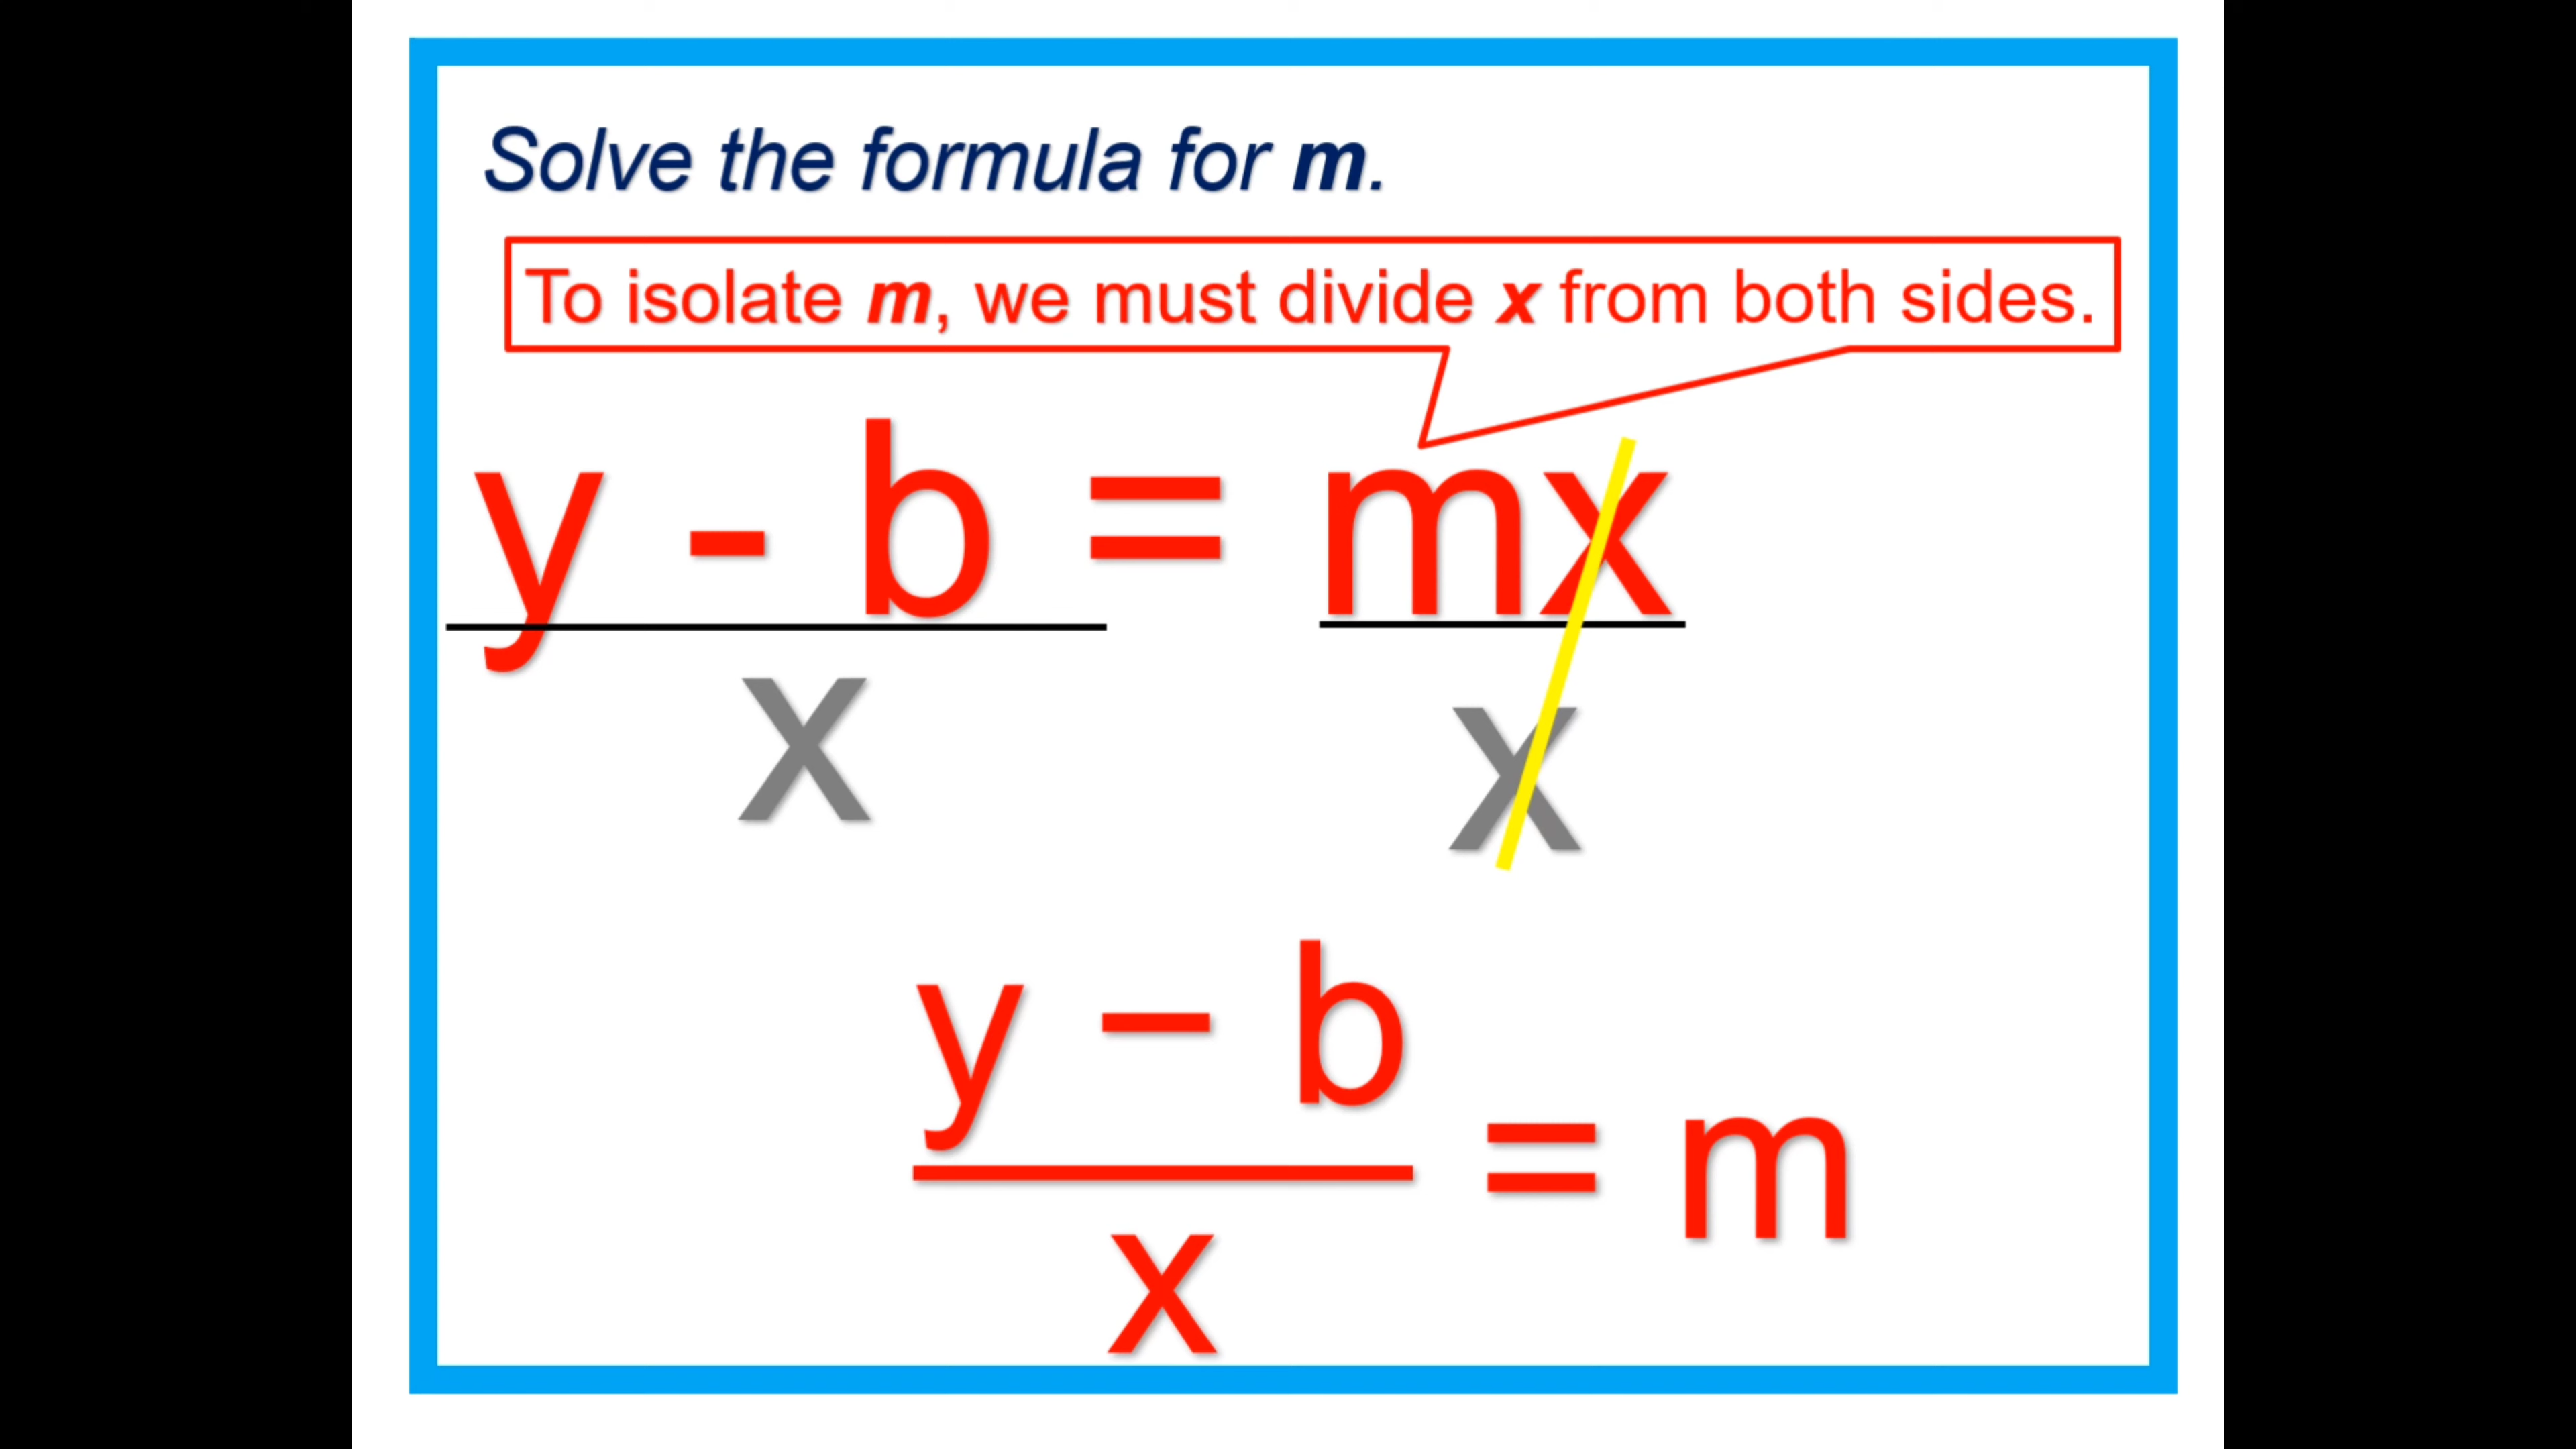 Solve the formula for m.
To isolate m, we must divide x from both sides.
y - b = mx
x x
y – b
= m
x